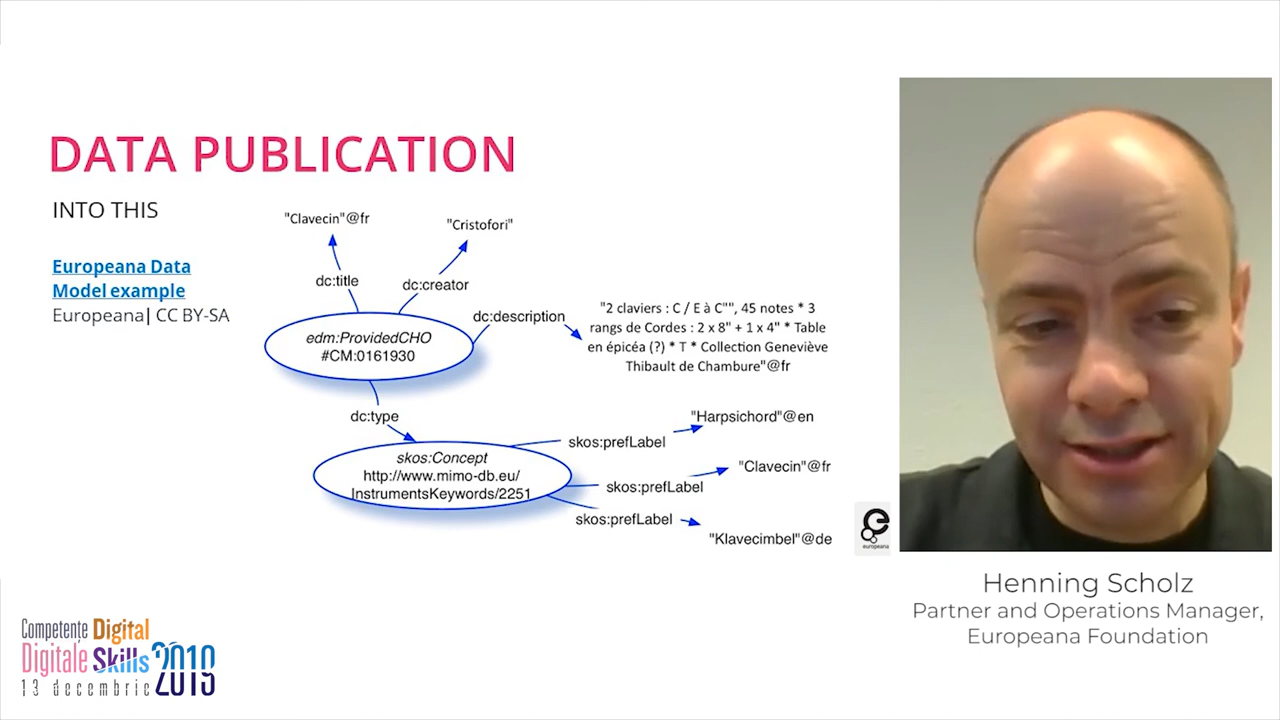 DATA PUBLICATION
INTO THIS
Europeana Data
Model example
Europeana| CC BY-SA
"Clavecin"@fr
"Cristofori"
dc:title
dc:creator
dc:description
"2 claviers : C / E à C"", 45 notes * 3
rangs de Cordes : 2 x 8" + 1 x 4" * Table
en épicéa (?) * T * Collection Geneviève
Thibault de Chambure"@fr
edm:ProvidedCHO
#CM:0161930
dc:type
skos:Concept
http://www.mimo-db.eu/
InstrumentsKeywords/2251
skos:prefLabel
"Harpsichord"@en
skos:prefLabel
"Clavecin"@fr
skos:prefLabel
"Klavecimbel"@de
europeana
Henning Scholz
Partner and Operations Manager,
Europeana Foundation
Competențe Digital
Digitale Skills 2019
13 decembrie